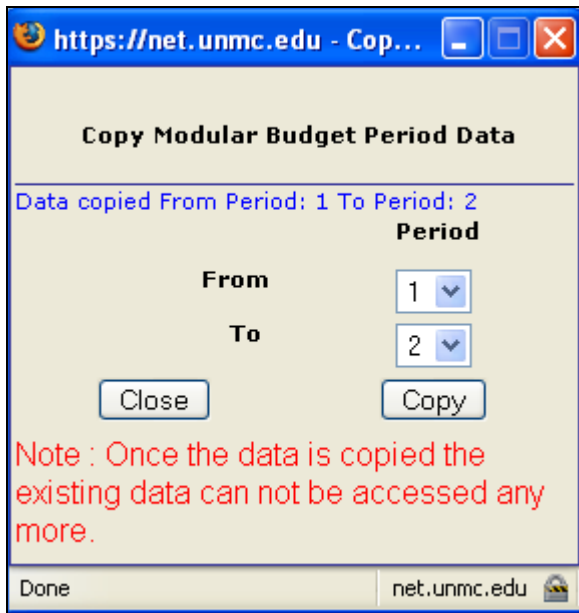 https://net.unmc.edu - Cop...
Copy Modular Budget Period Data
Data copied From Period: 1 To Period: 2
Period
From 1
To 2
Close Copy
Note : Once the data is copied the
existing data can not be accessed any
more.
Done net.unmc.edu